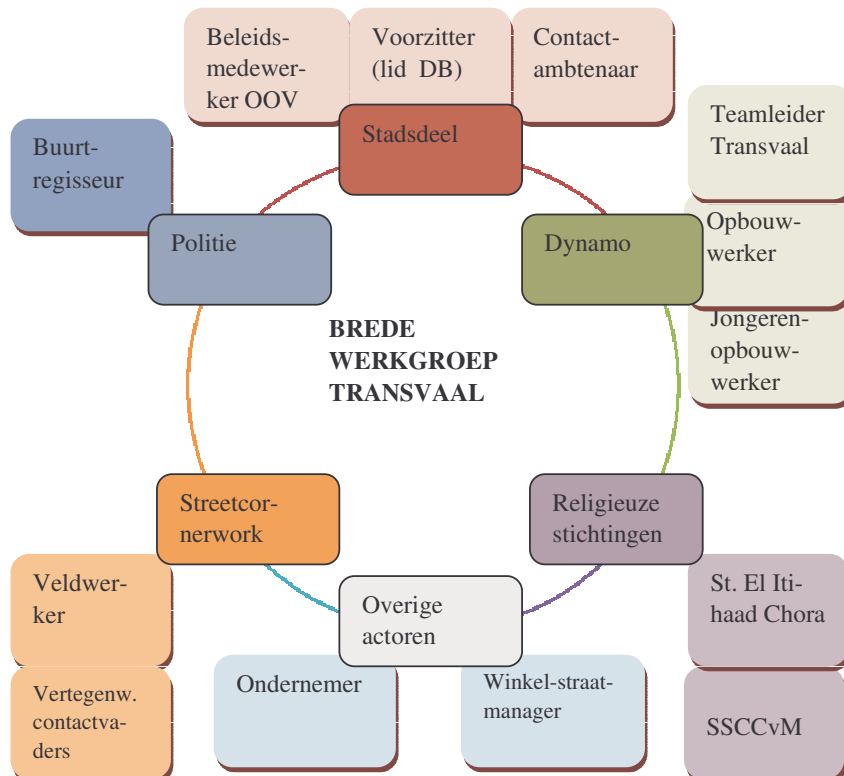 Beleids-
medewer-
ker OOV
Voorzitter
(lid DB)
Contact-
ambtenaar
Stadsdeel
Teamleider
Transvaal
Buurt-
regisseur
Politie
Dynamo
Opbouw-
werker
Jongeren-
opbouw-
werker
BREDE
WERKGROEP
TRANSVAAL
Streetcor-
nerwork
Religieuze
stichtingen
Veldwer-
ker
Overige
actoren
St. El Iti-
haad Chora
Vertegenw.
contactva-
ders
Ondernemer
Winkel-straat-
manager
SSCCvM